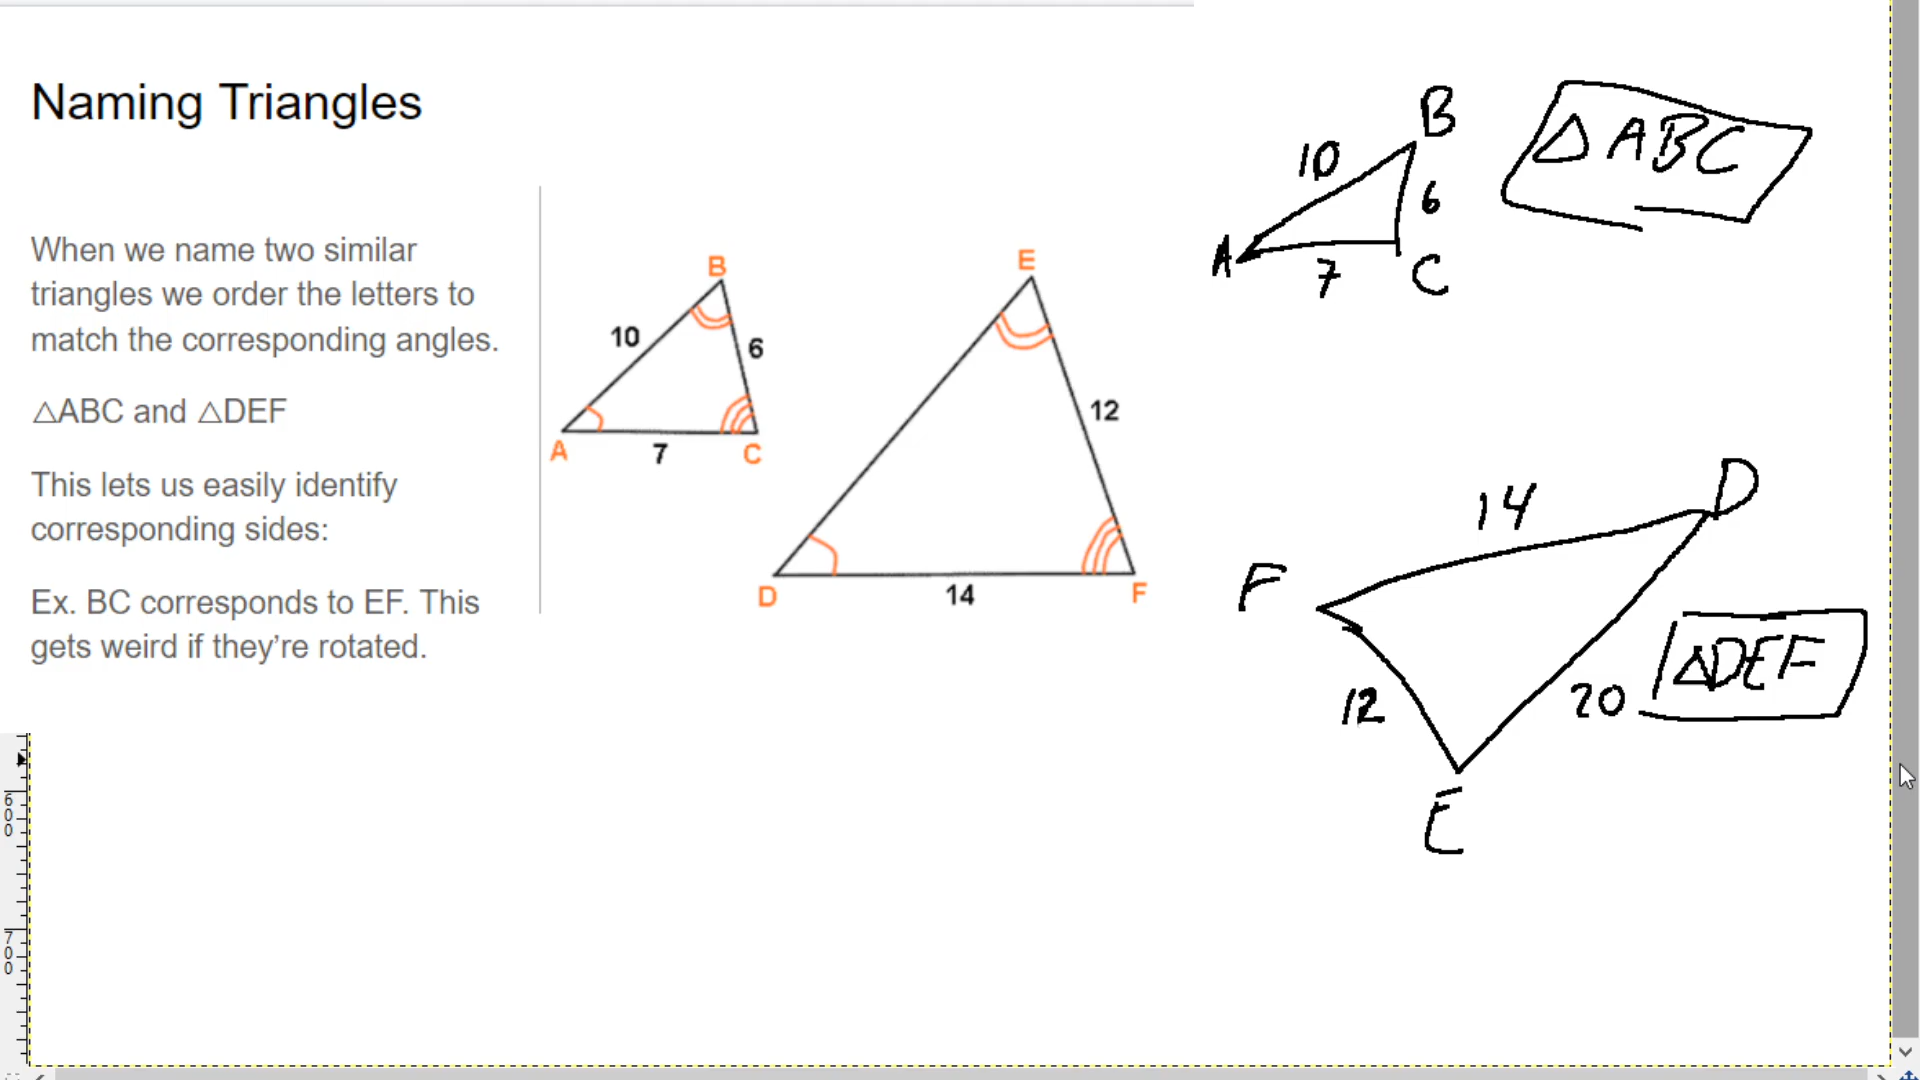 Naming Triangles
When we name two similar
triangles we order the letters to
match the corresponding angles.
△ABC and △DEF
This lets us easily identify
corresponding sides:
Ex. BC corresponds to EF. This
gets weird if they’re rotated.
B
10
6
A
7
C
E
12
D
14
F
B
10
6
A
7
C
△ABC
D
14
F
12
20
△DEF
E
600
700